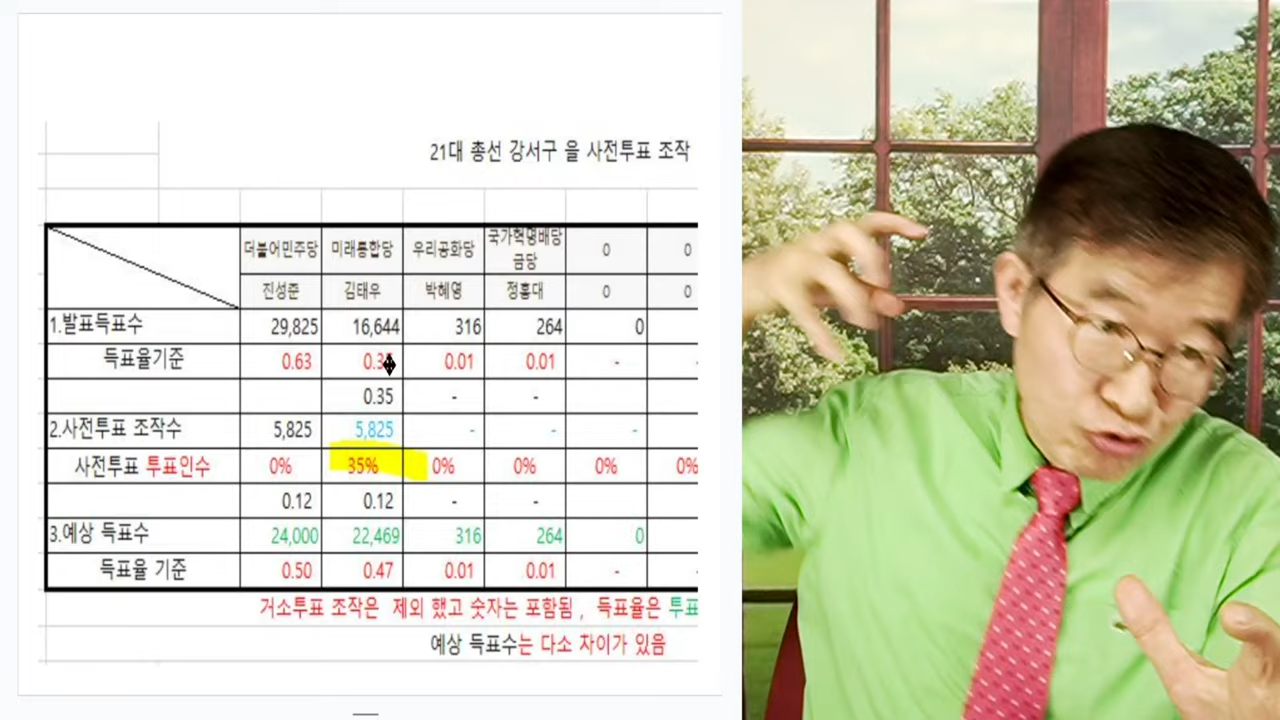 21대 총선 강서구 을 사전투표 조작
더불어민주당 미래통합당 우리공화당 국가혁명배당금당 0 0
진성준 김태우 박혜영 정홍대 0 0
1.발표득표수 29,825 16,644 316 264 0
득표율기준 0.63 0.01 0.01 - -
0.35 - -
2.사전투표 조작수 5,825 5,825 - - -
사전투표 투표인수 0% 35% 0% 0% 0% 0%
0.12 0.12 - -
3.예상 득표수 24,000 22,469 316 264 0
득표율 기준 0.50 0.47 0.01 0.01 - -
거소투표 조작은 제외 했고 숫자는 포함됨 , 득표율은 투표
예상 득표수는 다소 차이가 있음